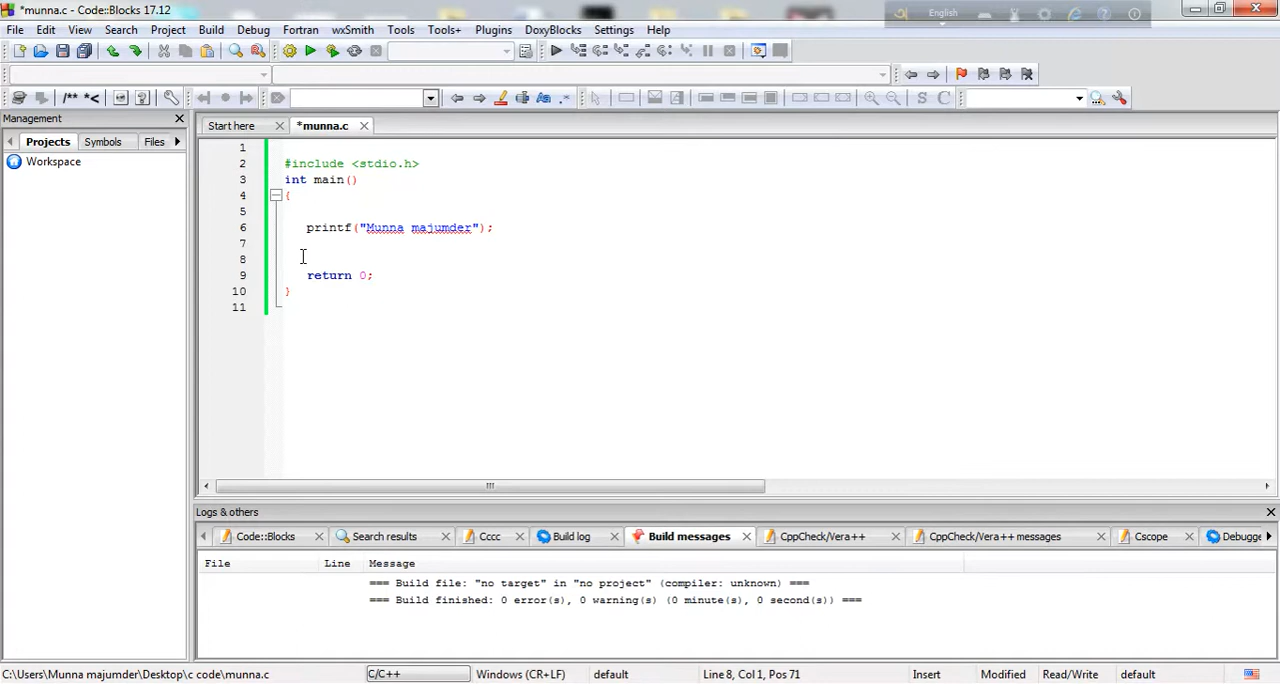 *munna.c - Code::Blocks 17.12
English
File Edit View Search Project Build Debug Fortran wxSmith Tools Tools+ Plugins DoxyBlocks Settings Help
/** *<
.*
S C
Management
Projects Symbols Files
Workspace
Start here *munna.c
1
2 #include <stdio.h>
3 int main()
4 {
5
6 printf("Munna majumder");
7
8
9 return 0;
10 }
11
Logs & others
Code::Blocks Search results Cccc Build log Build messages CppCheck/Vera++ CppCheck/Vera++ messages Cscope Debugge
File Line Message
=== Build file: "no target" in "no project" (compiler: unknown) ===
=== Build finished: 0 error(s), 0 warning(s) (0 minute(s), 0 second(s)) ===
C:\Users\Munna majumder\Desktop\c code\munna.c C/C++ Windows (CR+LF) default Line 8, Col 1, Pos 71 Insert Modified Read/Write default